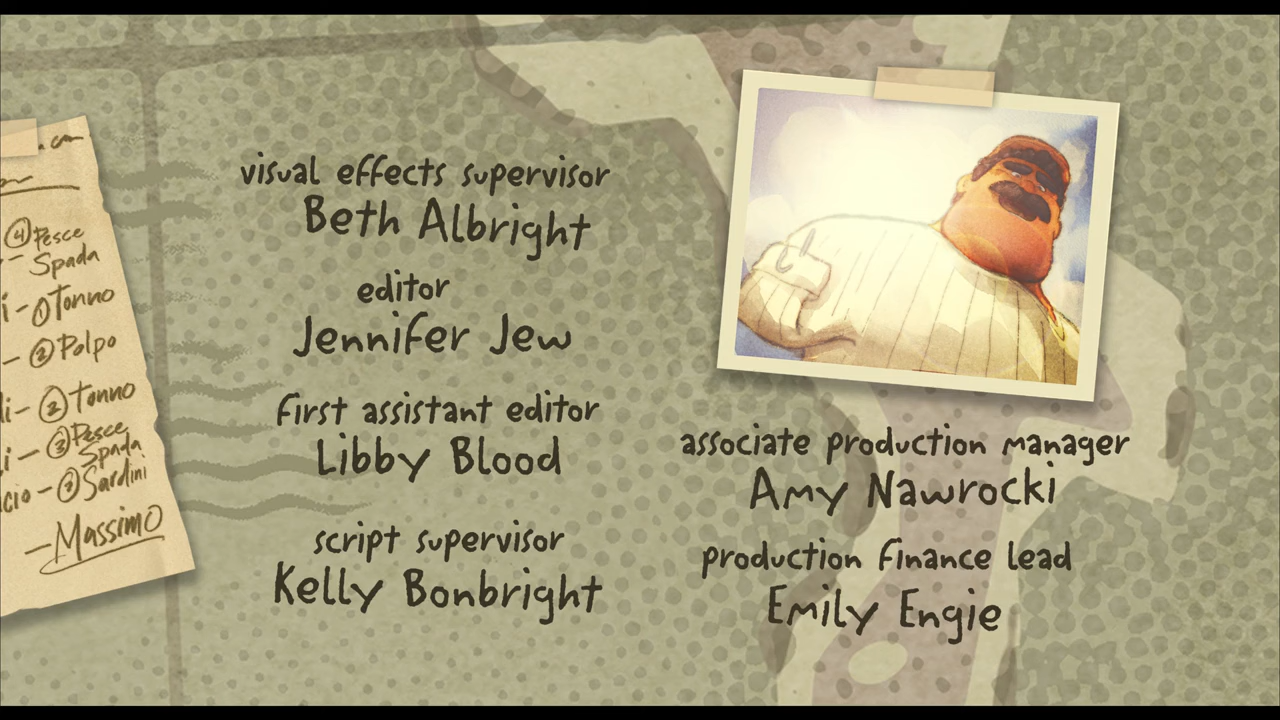 ④ Pesce
Spada
i - ① Tonno
- ② Polpo
li - ② Tonno
i - ③ Pesce
Spada
cio - ⑦ Sardini
- Massimo
visual effects supervisor
Beth Albright
editor
Jennifer Jew
first assistant editor
Libby Blood
script supervisor
Kelly Bonbright
associate production manager
Amy Nawrocki
production finance lead
Emily Engie